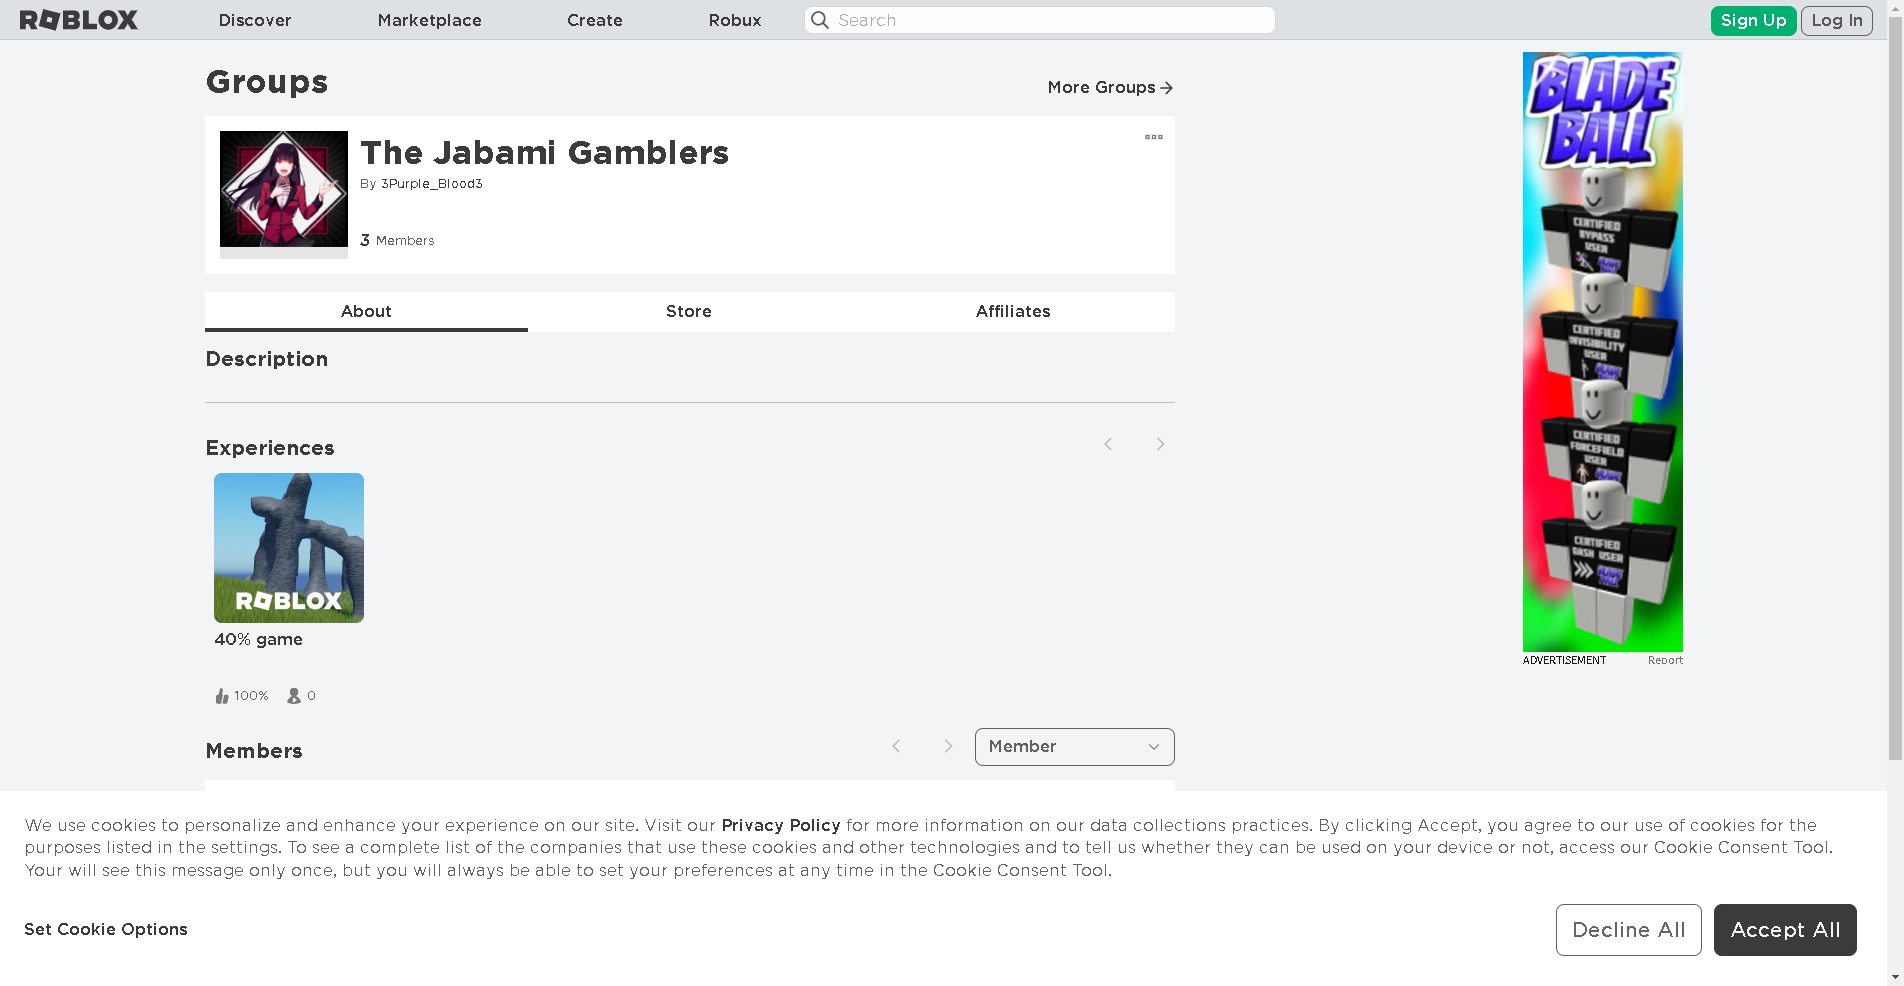 ROBLOX
Discover
Marketplace
Create
Robux
Search
Sign Up
Log In
Groups
More Groups
The Jabami Gamblers
By 3Purple_Blood3
3 Members
About
Store
Affiliates
Description
Experiences
ROBLOX
40% game
100%
0
Members
Member
BLADE
BALL
CERTIFIED
BYPASS
USER
BLADE
BALL
CERTIFIED
INVISIBILITY
USER
BLADE
CERTIFIED
FORCEFIELD
USER
BLADE
CERTIFIED
DASH USER
BLADE
BALL
ADVERTISEMENT
Report
We use cookies to personalize and enhance your experience on our site. Visit our Privacy Policy for more information on our data collections practices. By clicking Accept, you agree to our use of cookies for the
purposes listed in the settings. To see a complete list of the companies that use these cookies and other technologies and to tell us whether they can be used on your device or not, access our Cookie Consent Tool.
Your will see this message only once, but you will always be able to set your preferences at any time in the Cookie Consent Tool.
Set Cookie Options
Decline All
Accept All